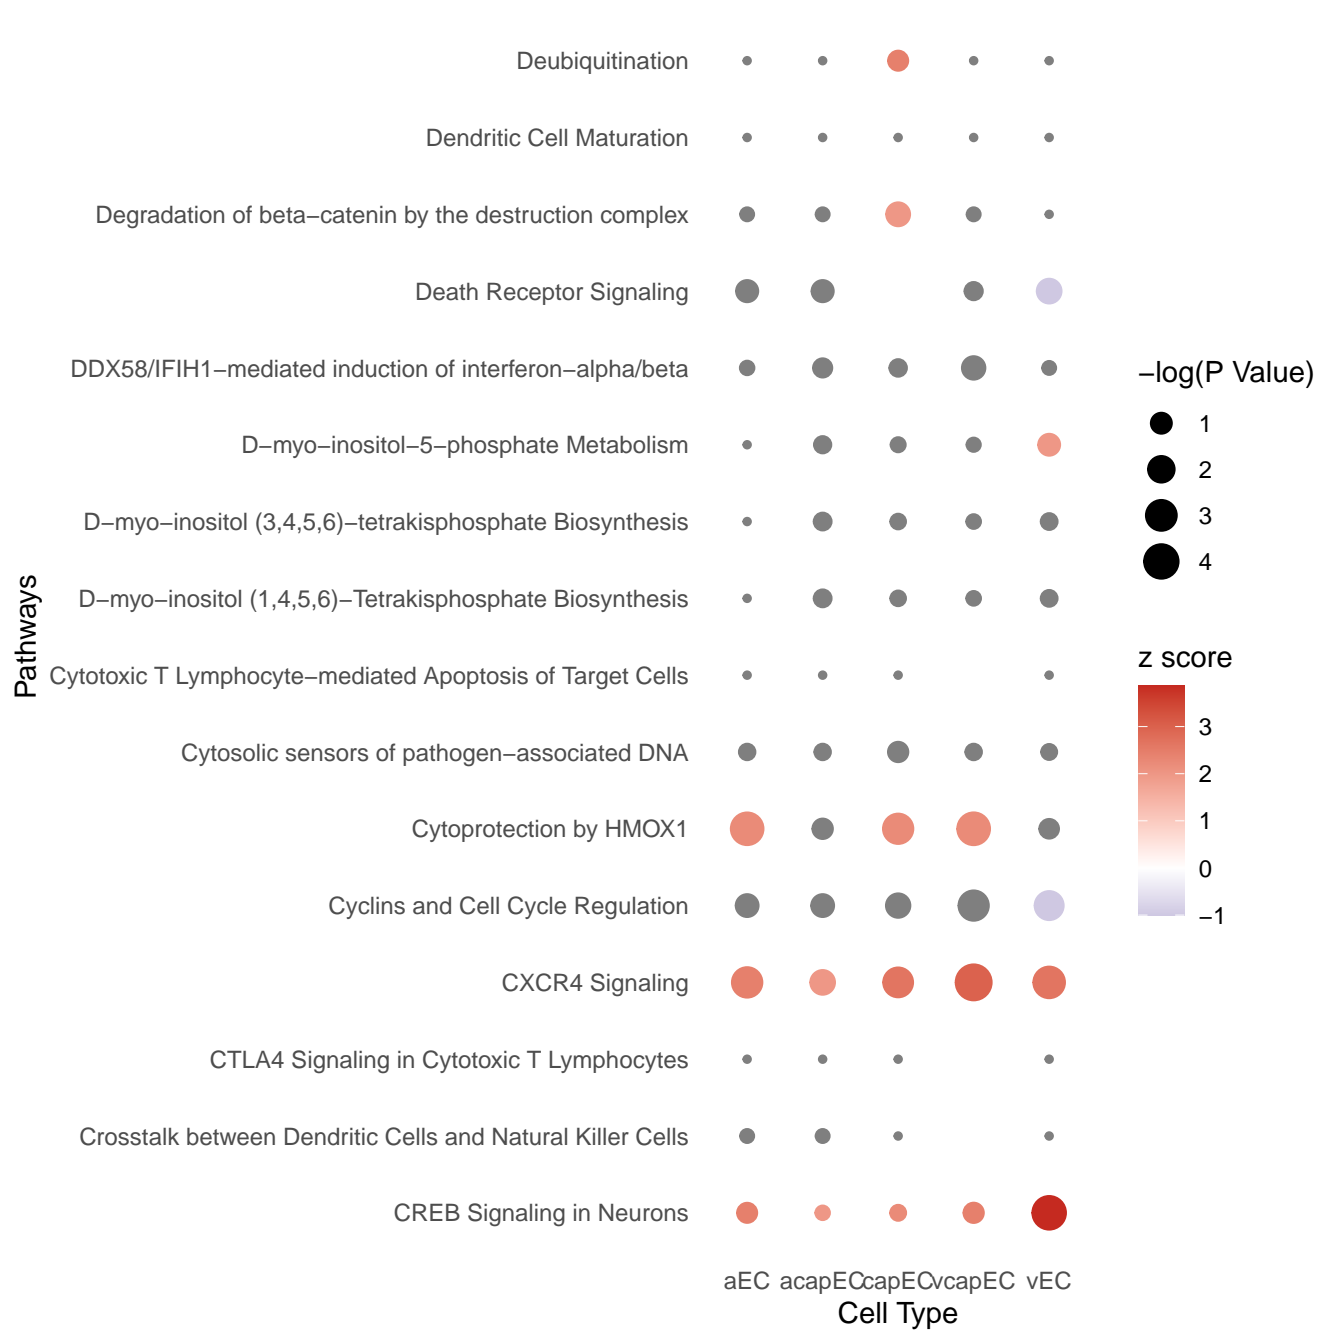 Deubiquitination
Dendritic Cell Maturation
Degradation of beta−catenin by the destruction complex
Death Receptor Signaling
DDX58/IFIH1−mediated induction of interferon−alpha/beta
D−myo−inositol−5−phosphate Metabolism
D−myo−inositol (3,4,5,6)−tetrakisphosphate Biosynthesis
D−myo−inositol (1,4,5,6)−Tetrakisphosphate Biosynthesis
Cytotoxic T Lymphocyte−mediated Apoptosis of Target Cells
Cytosolic sensors of pathogen−associated DNA
Cytoprotection by HMOX1
Cyclins and Cell Cycle Regulation
CXCR4 Signaling
CTLA4 Signaling in Cytotoxic T Lymphocytes
Crosstalk between Dendritic Cells and Natural Killer Cells
CREB Signaling in Neurons
Pathways
aEC acapEC capEC vcapEC vEC
Cell Type
−log(P Value)
1
2
3
4
z score
3
2
1
0
−1